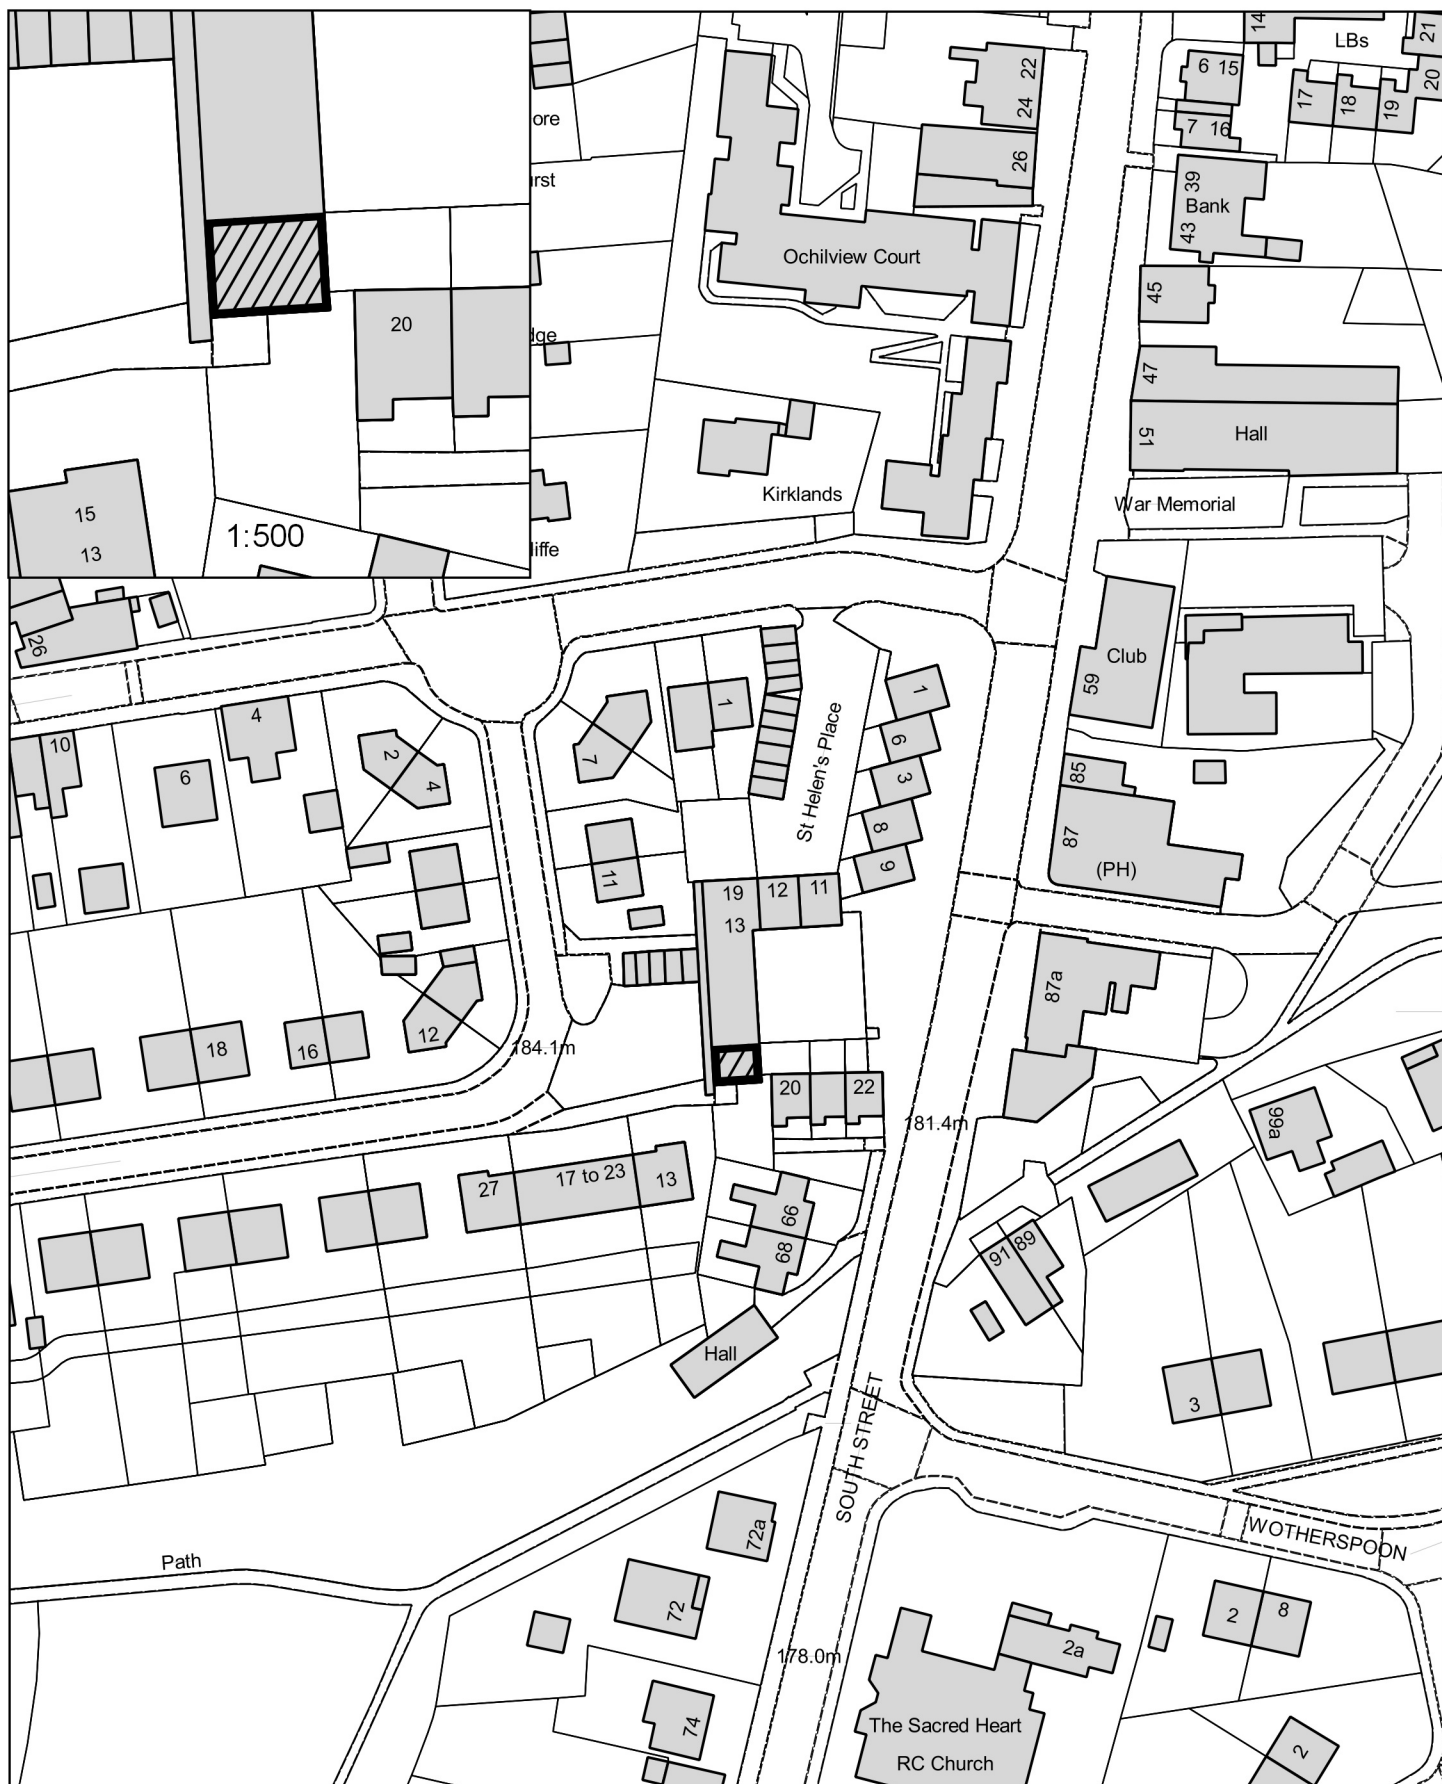 14
LBs
21
22
6 15
20
24
17
18
19
ore
7 16
26
irst
39
Bank
43
Ochilview Court
45
20
dge
47
51
Hall
Kirklands
War Memorial
15
13
1:500
liffe
26
Club
59
1
1
4
10
2
6
7
6
4
3
85
St Helen's Place
8
87
(PH)
9
11
19
12
11
13
87a
12
18
16
184.1m
20
22
181.4m
99a
17 to 23
27
13
66
68
91
89
Hall
3
SOUTH STREET
WOTHERSPOON
72a
Path
72
2
8
178.0m
2a
74
The Sacred Heart
RC Church
2